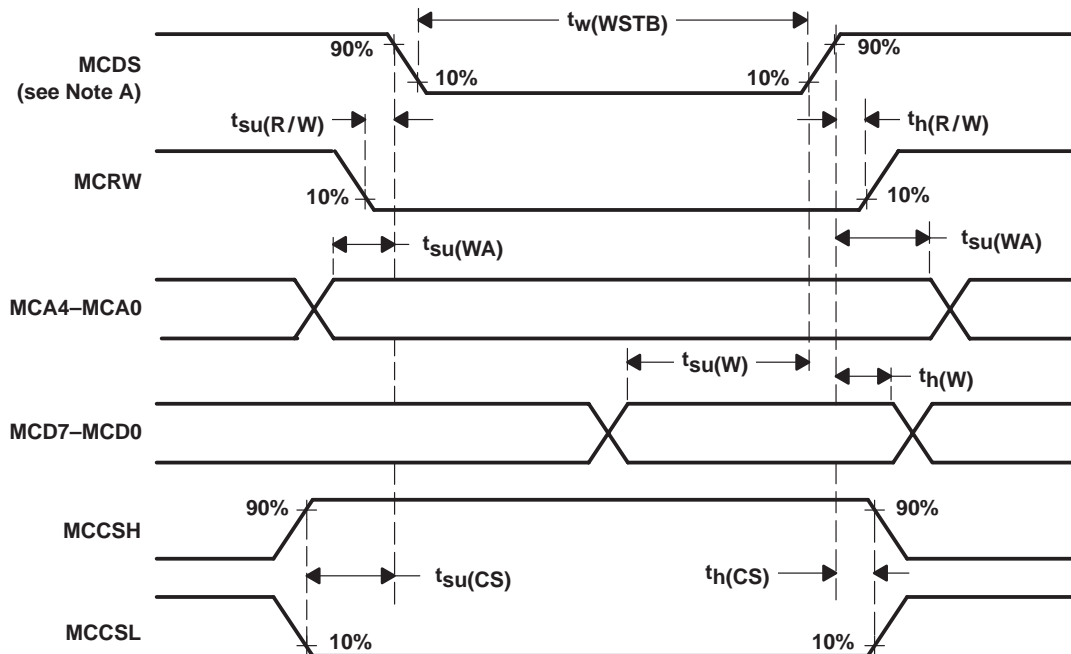 tw(WSTB)
90%
90%
MCDS
(see Note A)
10%
10%
tsu(R/W)
th(R/W)
MCRW
10%
10%
tsu(WA)
tsu(WA)
MCA4–MCA0
tsu(W)
th(W)
MCD7–MCD0
90%
90%
MCCSH
tsu(CS)
th(CS)
MCCSL
10%
10%